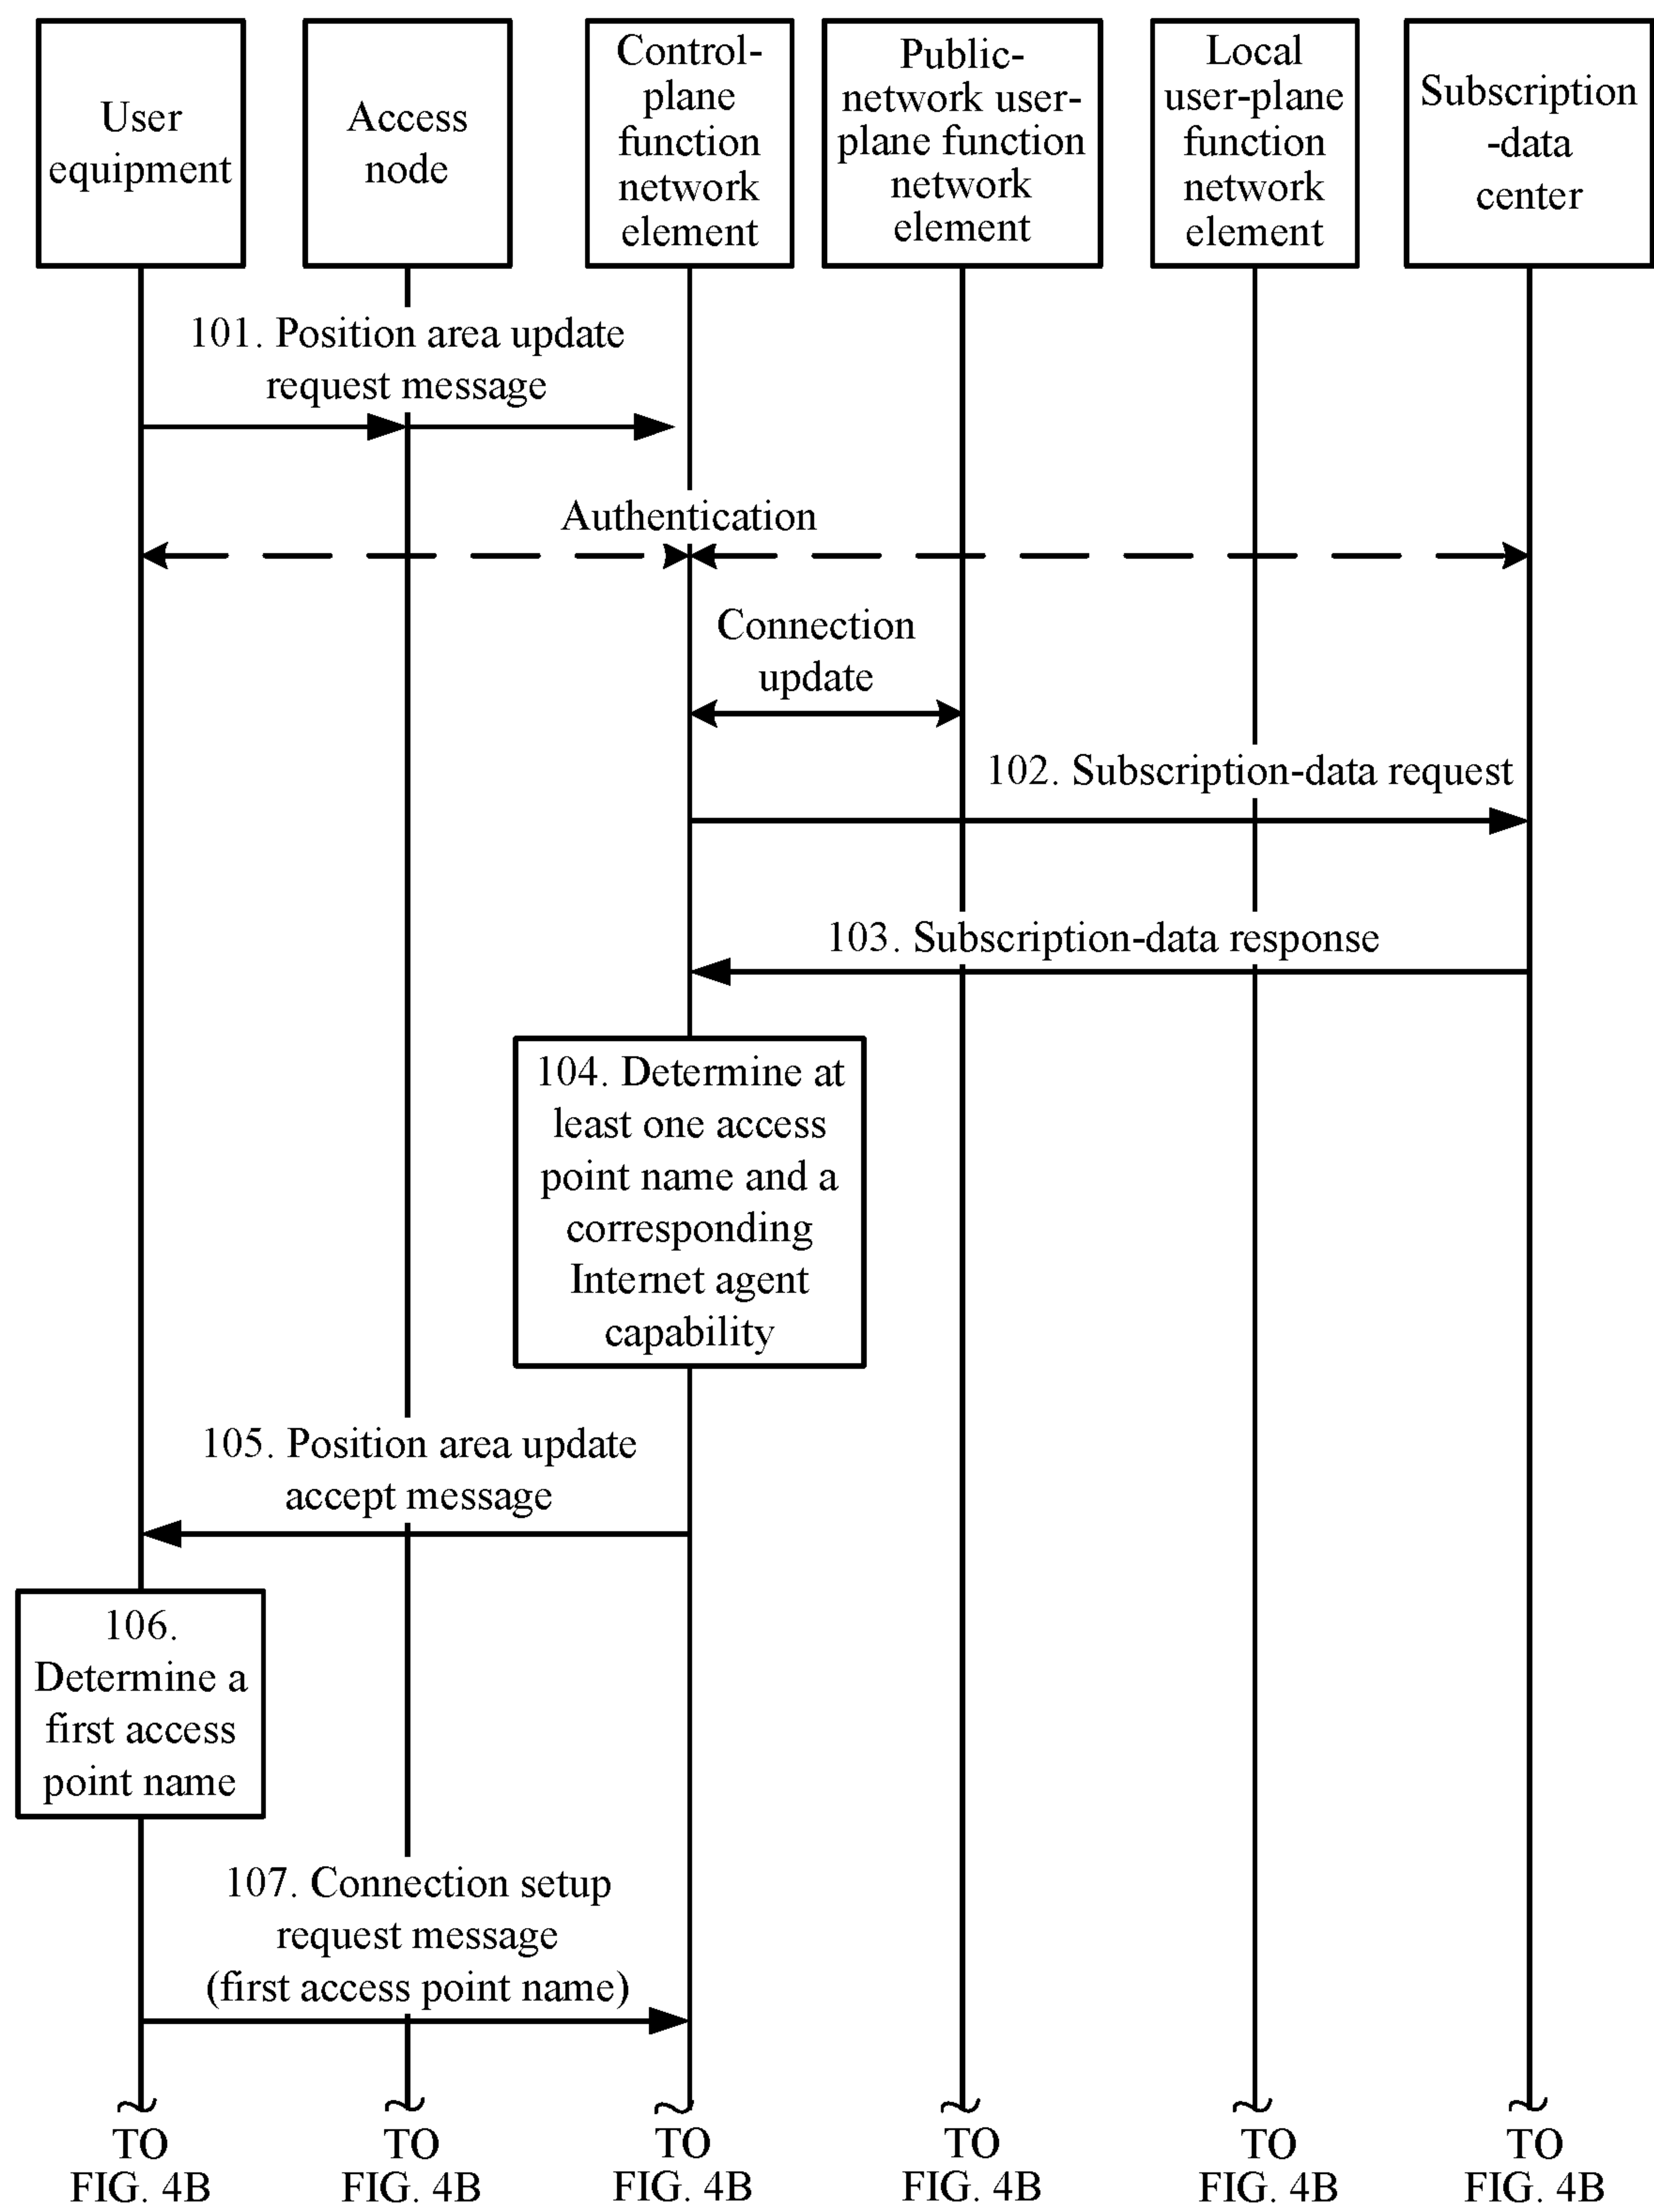 User
equipment
Access
node
Control-
plane
function
network
element
Public-
network user-
plane function
network
element
Local
user-plane
function
network
element
Subscription
-data
center
101. Position area update
request message
Authentication
Connection
update
102. Subscription-data request
103. Subscription-data response
104. Determine at
least one access
point name and a
corresponding
Internet agent
capability
105. Position area update
accept message
106.
Determine a
first access
point name
107. Connection setup
request message
(first access point name)
TO
FIG. 4B
TO
FIG. 4B
TO
FIG. 4B
TO
FIG. 4B
TO
FIG. 4B
TO
FIG. 4B